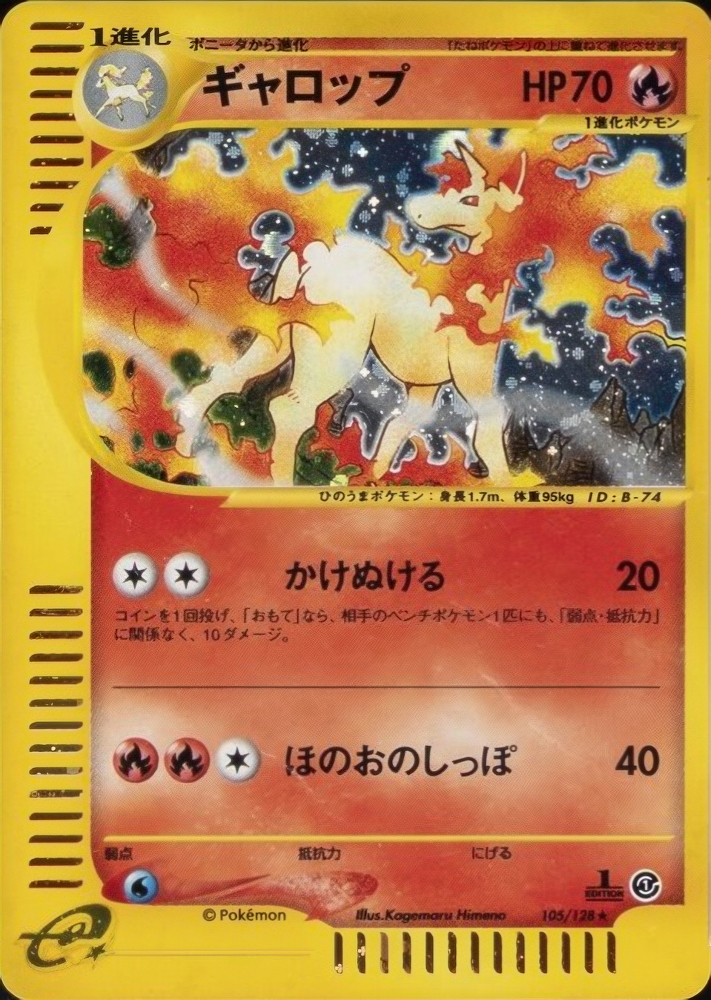 1進化 ポニータから進化 「たねポケモン」の上に重ねて進化させます。
ギャロップ HP70
1進化ポケモン
ひのうまポケモン：身長1.7m、体重95kg ID:B-74
かけぬける 20
コインを1回投げ、「おもて」なら、相手のベンチポケモン1匹にも、「弱点・抵抗力」
に関係なく、10ダメージ。
ほのおのしっぽ 40
弱点 抵抗力 にげる
1 EDITION
© Pokémon Illus.Kagemaru Himeno 105/128★
e